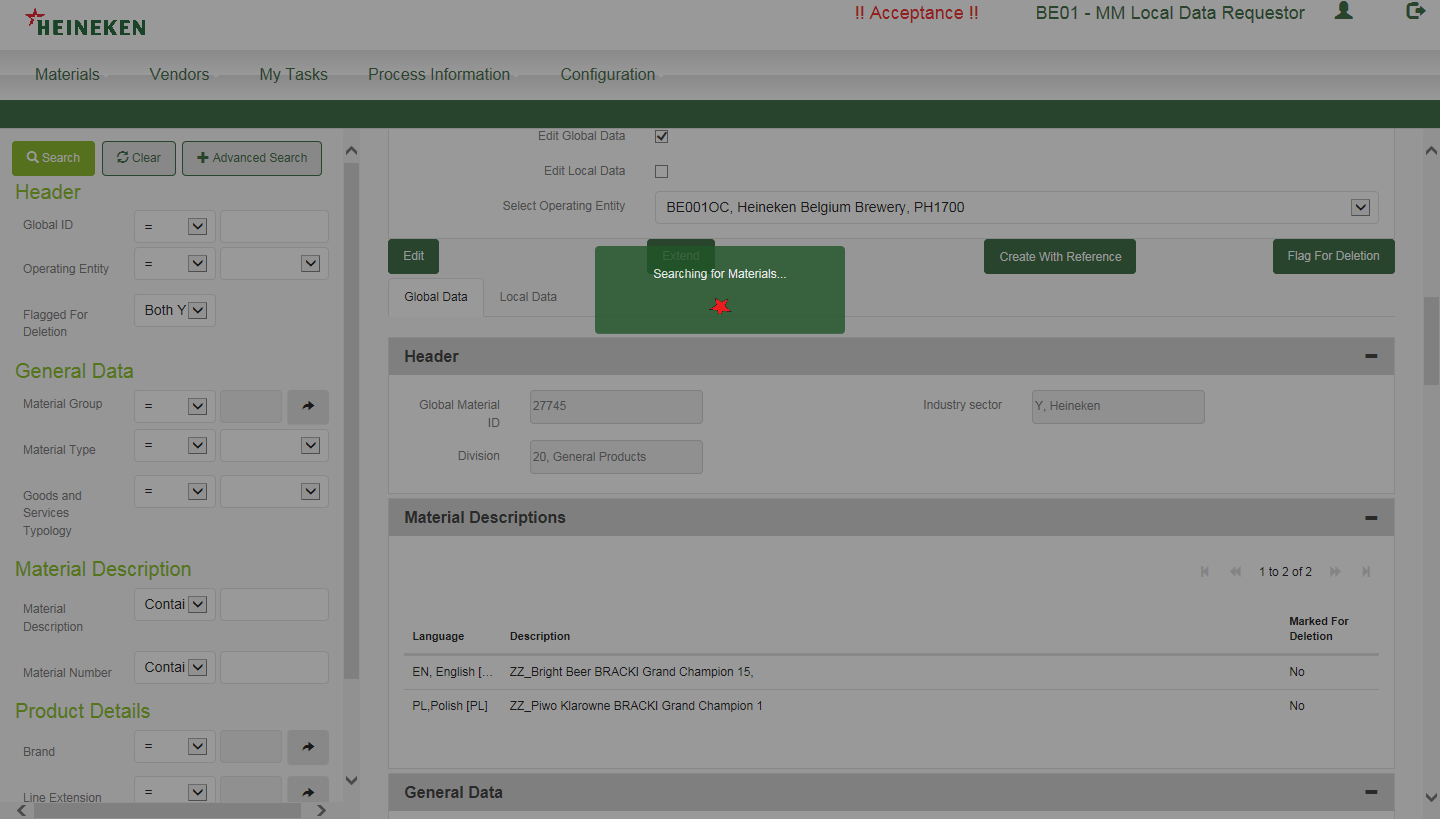 HEINEKEN
!! Acceptance !!
BE01 - MM Local Data Requestor
Materials
Vendors
My Tasks
Process Information
Configuration
Search
Clear
Advanced Search
Header
Global ID
=
Operating Entity
=
Flagged For
Deletion
Both Y
General Data
Material Group
=
Material Type
=
Goods and
Services
Typology
=
Material Description
Material
Description
Contai
Material Number
Contai
Product Details
Brand
=
Line Extension
=
Edit Global Data
Edit Local Data
Select Operating Entity
BE001OC, Heineken Belgium Brewery, PH1700
Edit
Extend
Create With Reference
Flag For Deletion
Searching for Materials...
Global Data
Local Data
Header
Global Material
ID
27745
Industry sector
Y, Heineken
Division
20, General Products
Material Descriptions
1 to 2 of 2
Language
Description
Marked For
Deletion
EN, English [...
ZZ_Bright Beer BRACKI Grand Champion 15,
No
PL,Polish [PL]
ZZ_Piwo Klarowne BRACKI Grand Champion 1
No
General Data